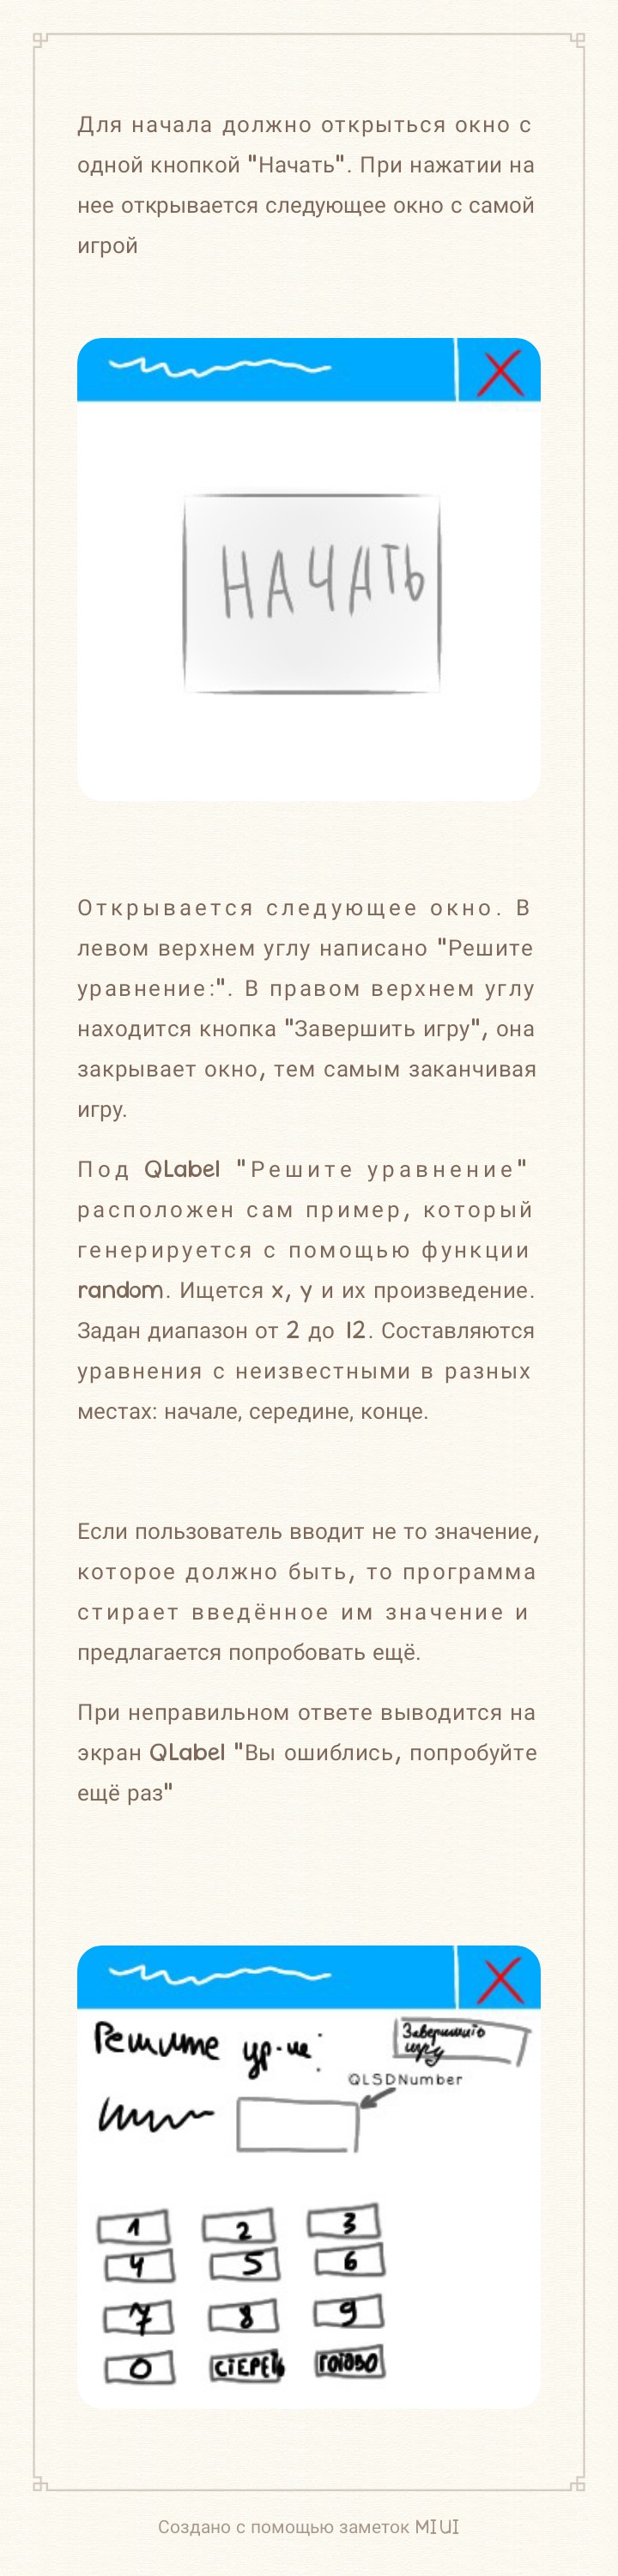 Для начала должно открыться окно с
одной кнопкой "Начать". При нажатии на
нее открывается следующее окно с самой
игрой
НАЧАТЬ
Открывается следующее окно. В
левом верхнем углу написано "Решите
уравнение:". В правом верхнем углу
находится кнопка "Завершить игру", она
закрывает окно, тем самым заканчивая
игру.
Под QLabel "Решите уравнение"
расположен сам пример, который
генерируется с помощью функции
random. Ищется x, y и их произведение.
Задан диапазон от 2 до 12. Составляются
уравнения с неизвестными в разных
местах: начале, середине, конце.
Если пользователь вводит не то значение,
которое должно быть, то программа
стирает введённое им значение и
предлагается попробовать ещё.
При неправильном ответе выводится на
экран QLabel "Вы ошиблись, попробуйте
ещё раз"
Решите ур-ие:
Завершить
игру
QLSDNumber
1 2 3
4 5 6
7 8 9
0 СТЕРЕТЬ ГОТОВО
Создано с помощью заметок MIUI